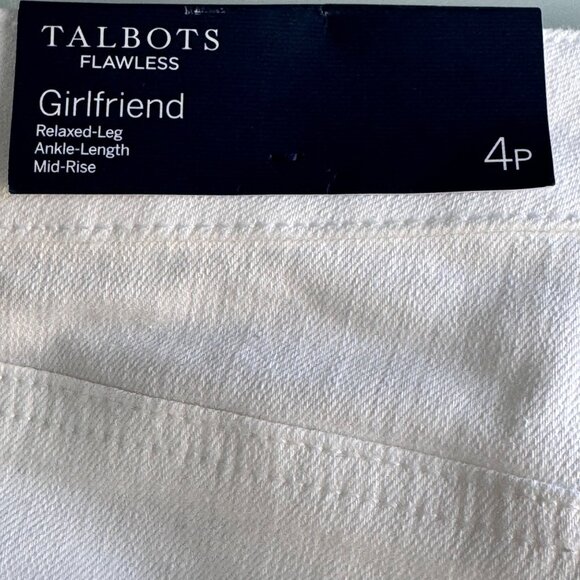 TALBOTS
FLAWLESS
Girlfriend
Relaxed-Leg
Ankle-Length
Mid-Rise
4P